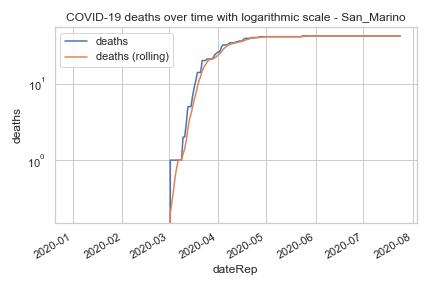 COVID-19 deaths over time with logarithmic scale - San_Marino
deaths
deaths (rolling)
10¹
10⁰
deaths
2020-01
2020-02
2020-03
2020-04
2020-05
2020-06
2020-07
2020-08
dateRep